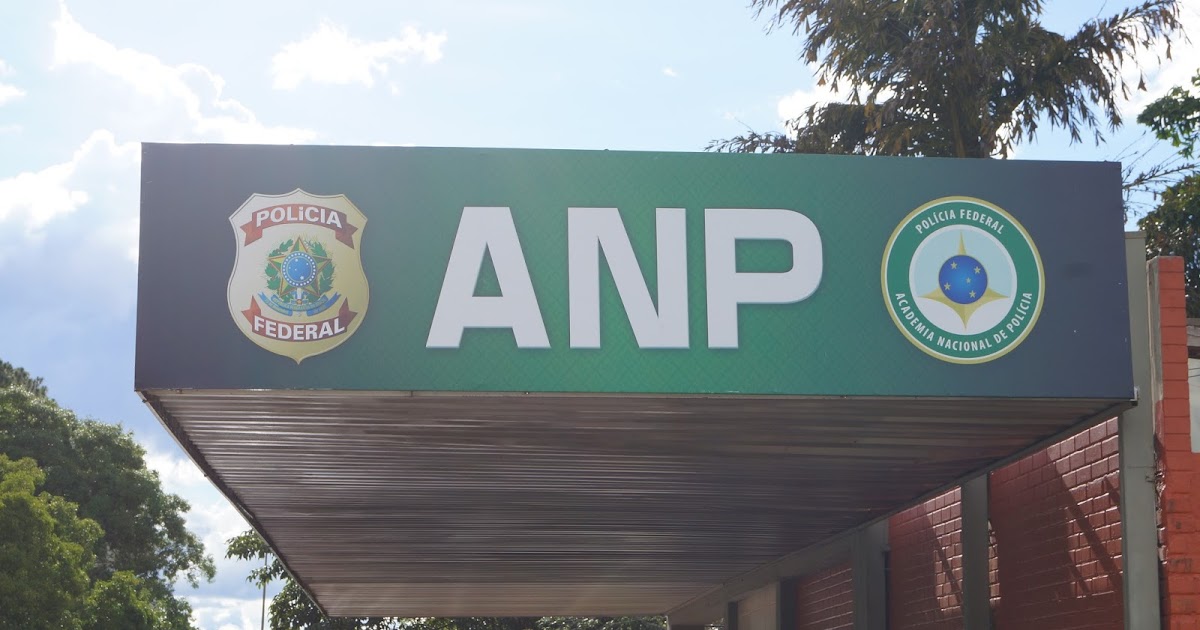 POLíCIA
FEDERAL
ANP
POLÍCIA FEDERAL
ACADEMIA NACIONAL DE POLÍCIA